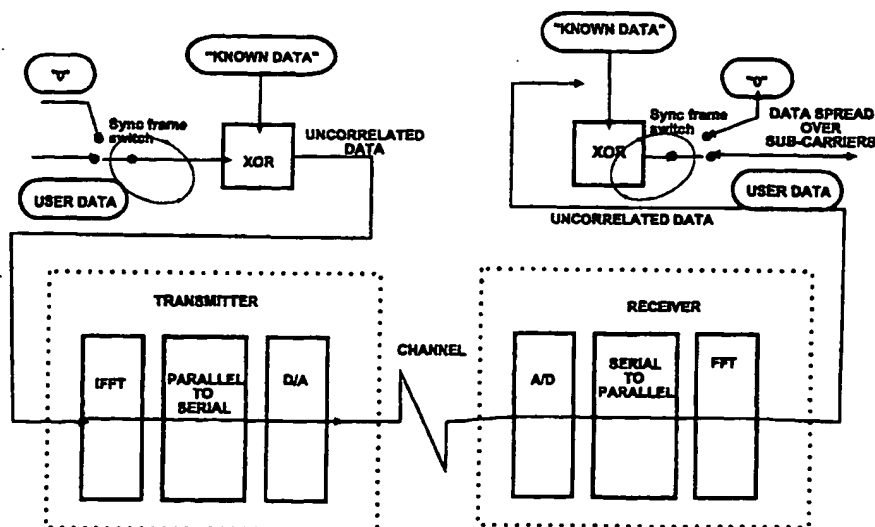 "KNOWN DATA"
"0"
Sync frame
switch
XOR
UNCORRELATED
DATA
USER DATA
"KNOWN DATA"
"0"
Sync frame
switch
DATA SPREAD
OVER
SUB-CARRIERS
XOR
USER DATA
UNCORRELATED DATA
TRANSMITTER
IFFT
PARALLEL
TO
SERIAL
D/A
CHANNEL
RECEIVER
A/D
SERIAL
TO
PARALLEL
FFT